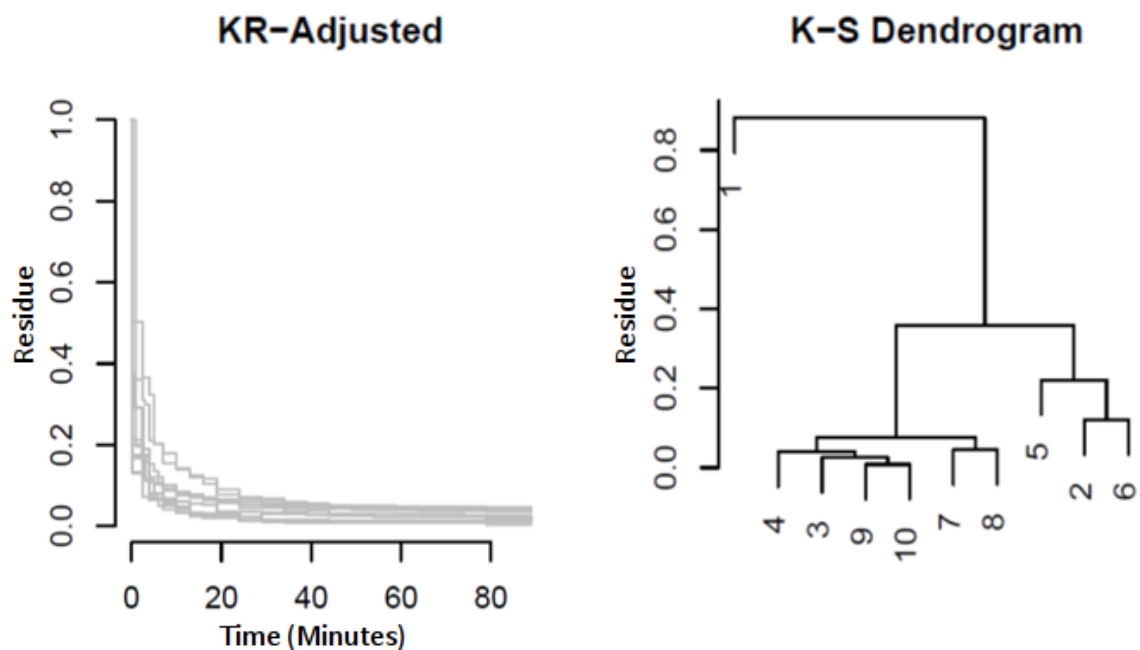 KR-Adjusted
K-S Dendrogram
Residue
0.0 0.2 0.4 0.6 0.8 1.0
0 20 40 60 80
Time (Minutes)
Residue
0.0 0.2 0.4 0.6 0.8
1
4 3 9 10 7 8 5 2 6